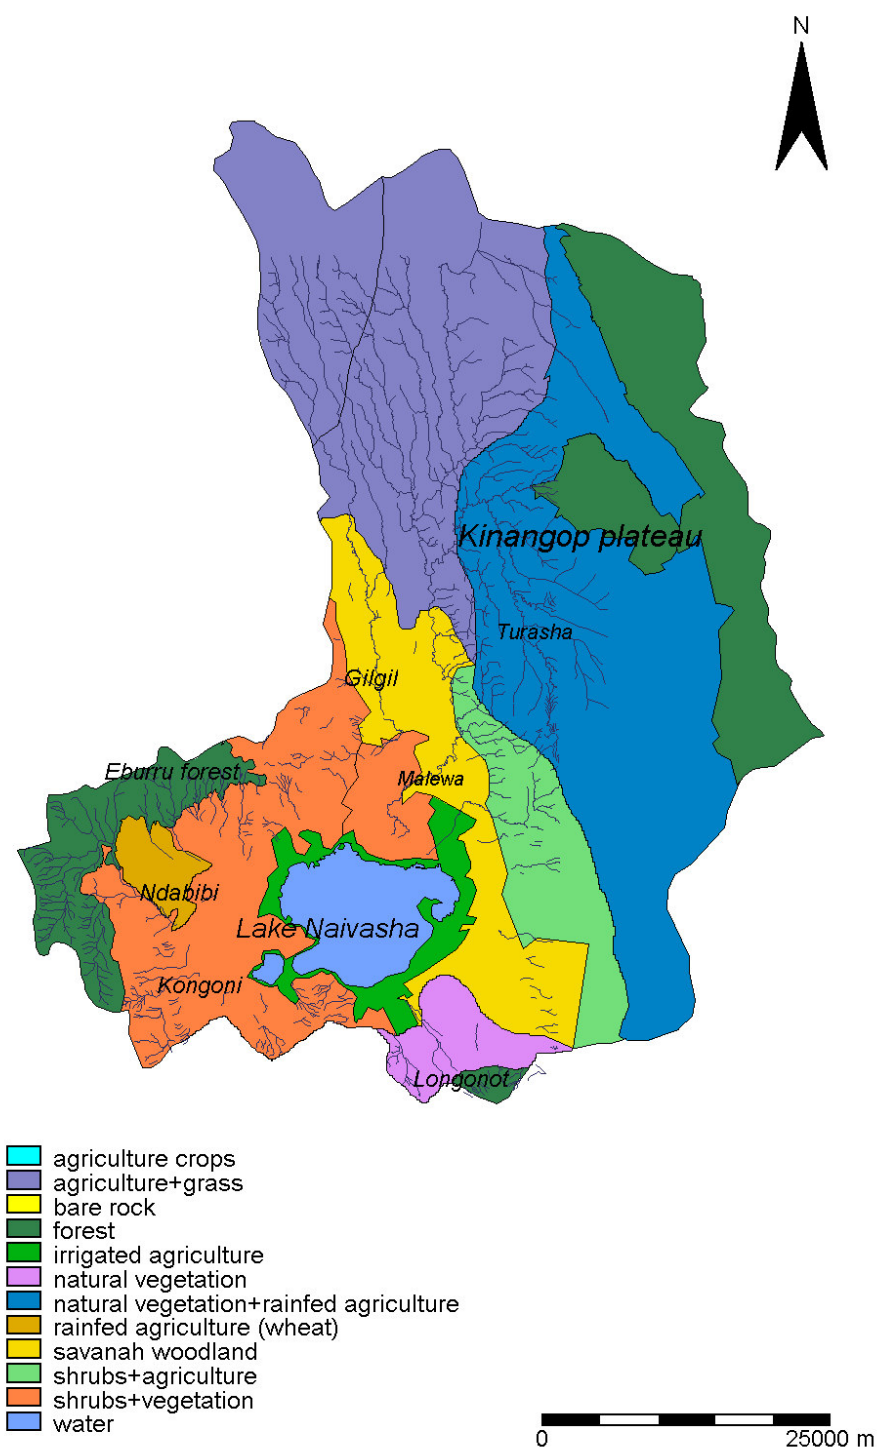 N
Kinangop plateau
Turasha
Gilgil
Eburru forest
Malewa
Ndabibi
Lake Naivasha
Kongoni
Longonot
agriculture crops
agriculture+grass
bare rock
forest
irrigated agriculture
natural vegetation
natural vegetation+rainfed agriculture
rainfed agriculture (wheat)
savanah woodland
shrubs+agriculture
shrubs+vegetation
water
0 25000 m